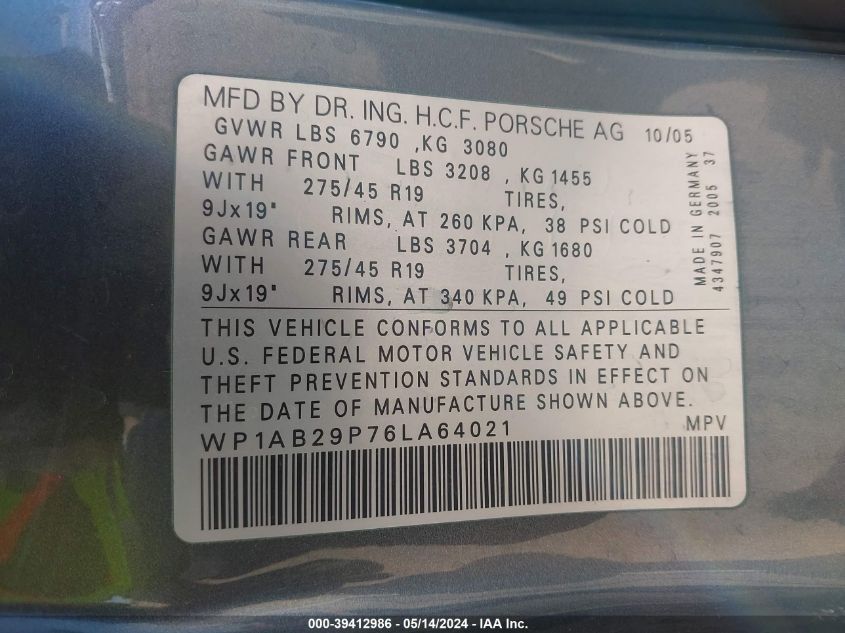 MFD BY DR. ING. H.C.F. PORSCHE AG 10/05
GVWR LBS 6790 ,KG 3080
GAWR FRONT LBS 3208 , KG 1455
WITH 275/45 R19 TIRES,
9Jx19" RIMS, AT 260 KPA, 38 PSI COLD
GAWR REAR LBS 3704 , KG 1680
WITH 275/45 R19 TIRES,
9Jx19" RIMS, AT 340 KPA, 49 PSI COLD
MADE IN GERMANY
4347907 2005 37
THIS VEHICLE CONFORMS TO ALL APPLICABLE
U.S. FEDERAL MOTOR VEHICLE SAFETY AND
THEFT PREVENTION STANDARDS IN EFFECT ON
THE DATE OF MANUFACTURE SHOWN ABOVE.
WP1AB29P76LA64021 MPV
000-39412986 - 05/14/2024 - IAA Inc.